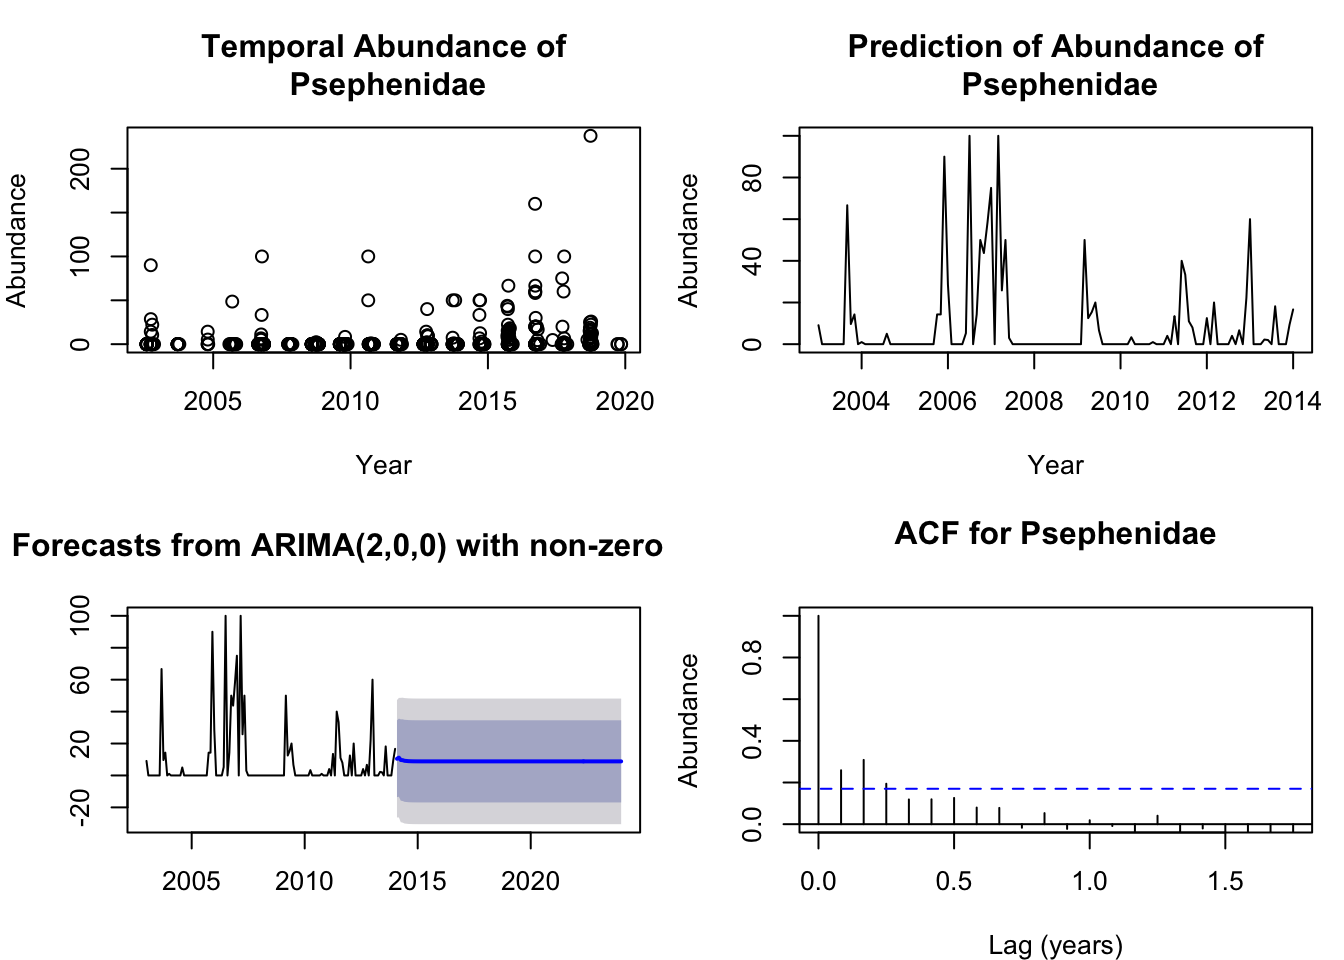 Temporal Abundance of
Psephenidae
Abundance
200
100
0
2005 2010 2015 2020
Year
Prediction of Abundance of
Psephenidae
Abundance
80
40
0
2004 2006 2008 2010 2012 2014
Year
Forecasts from ARIMA(2,0,0) with non-zero
100
60
20
-20
2005 2010 2015 2020
ACF for Psephenidae
Abundance
0.8
0.4
0.0
0.0 0.5 1.0 1.5
Lag (years)